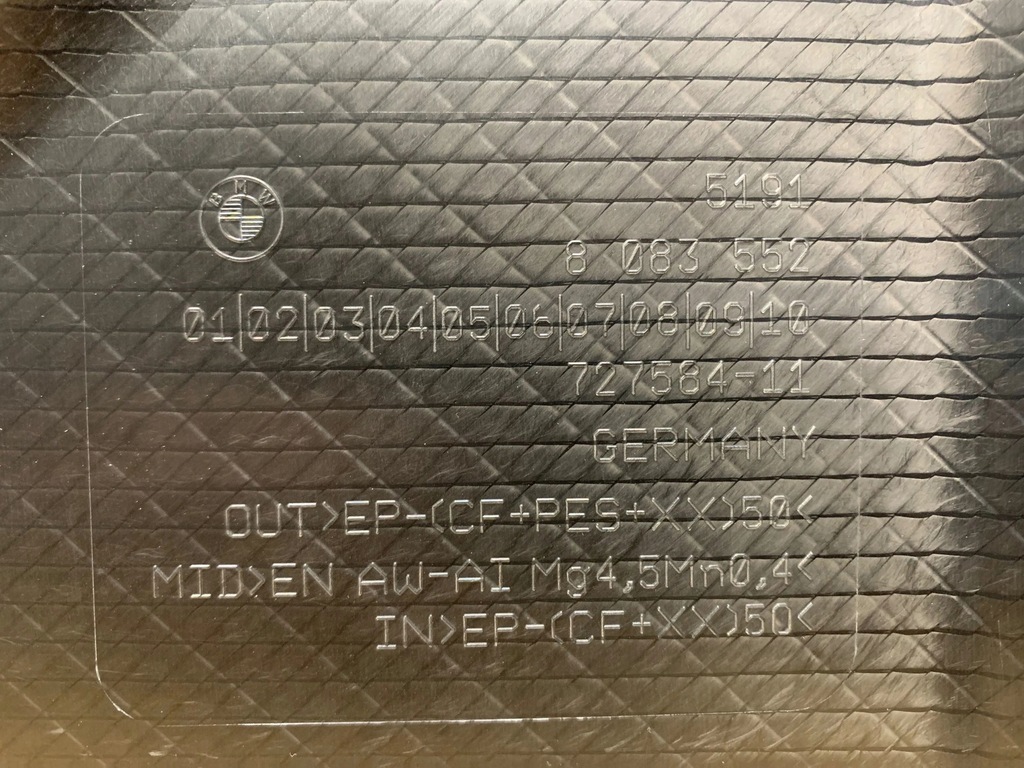 BMW
5191
8 083 552
01|02|03|04|05|06|07|08|09|10
727584-11
GERMANY
OUT>EP-(CF+PES+XX)50<
MID>EN AW-AI Mg4,5Mn0,4<
IN>EP-(CF+XX)50<